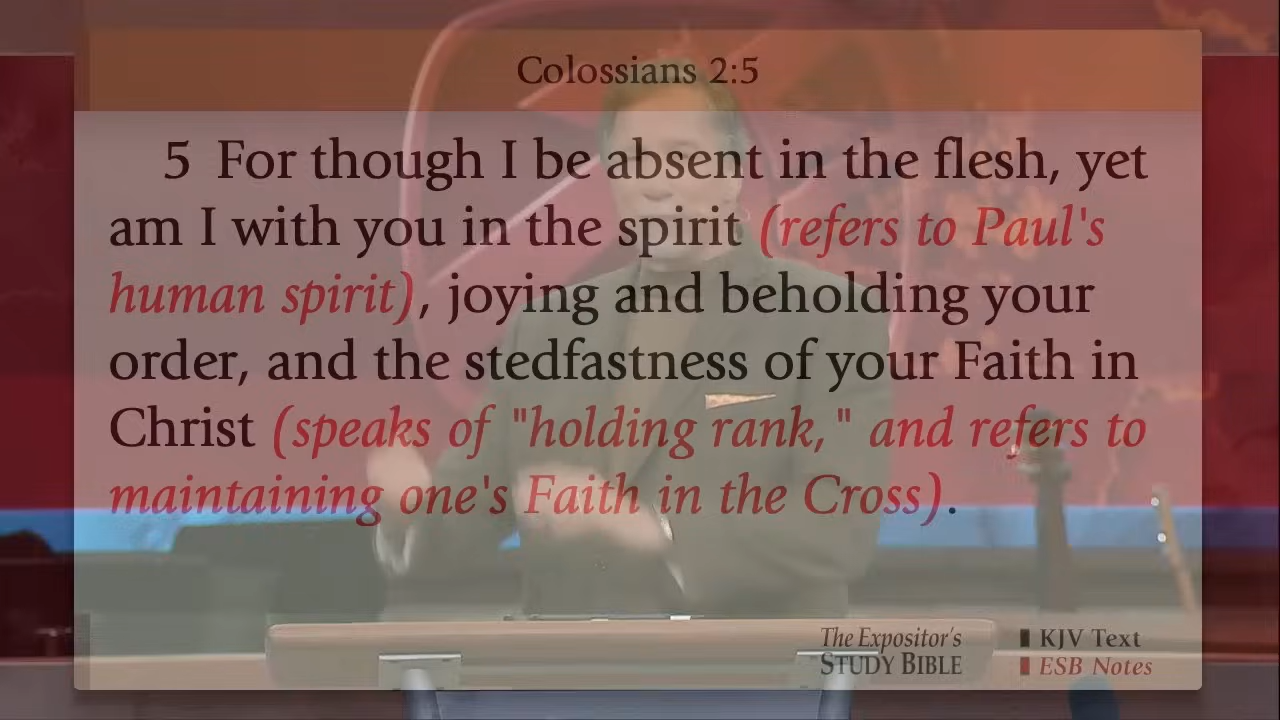 Colossians 2:5
5 For though I be absent in the flesh, yet
am I with you in the spirit (refers to Paul's
human spirit), joying and beholding your
order, and the stedfastness of your Faith in
Christ (speaks of "holding rank," and refers to
maintaining one's Faith in the Cross).
The Expositor's
STUDY BIBLE
KJV Text
ESB Notes